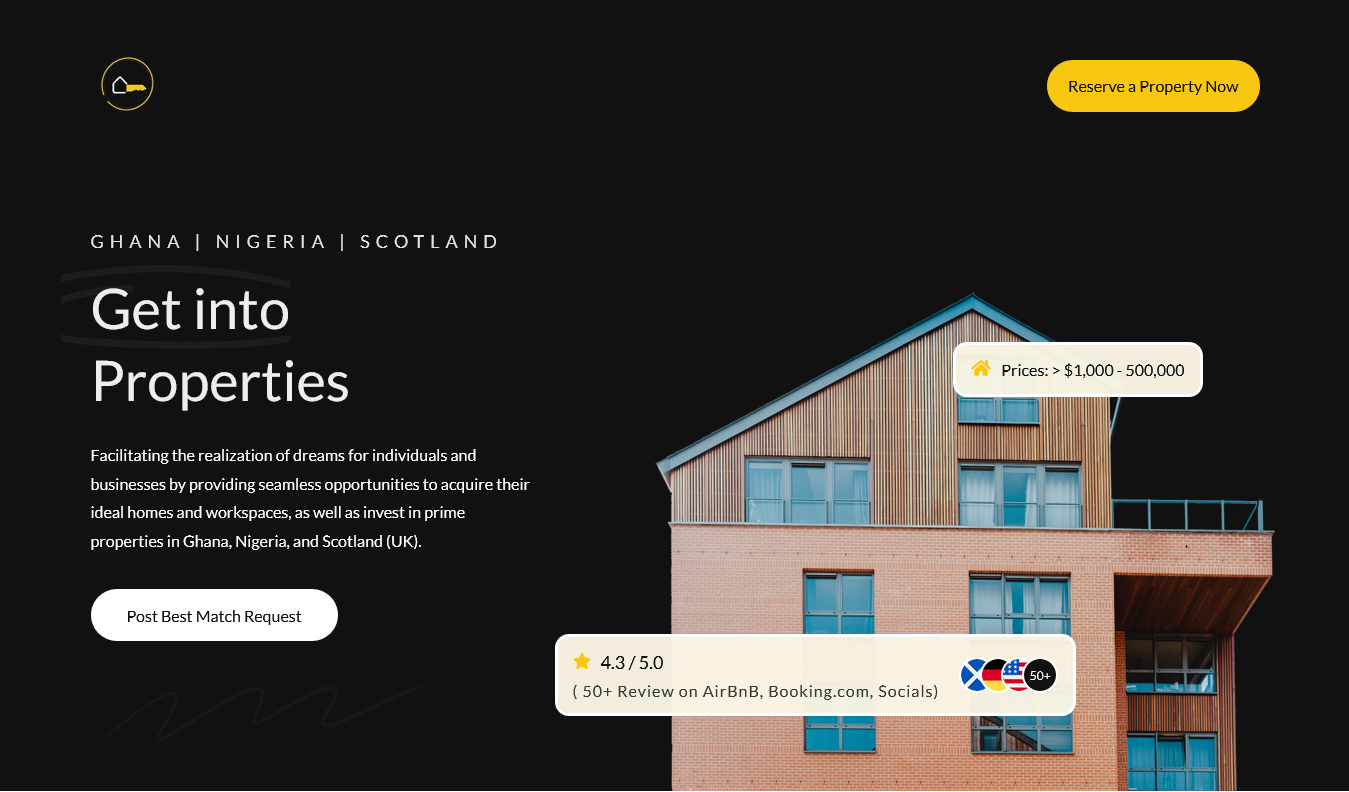 Reserve a Property Now
GHANA | NIGERIA | SCOTLAND
Get into
Properties
Prices: > $1,000 - 500,000
Facilitating the realization of dreams for individuals and
businesses by providing seamless opportunities to acquire their
ideal homes and workspaces, as well as invest in prime
properties in Ghana, Nigeria, and Scotland (UK).
Post Best Match Request
4.3 / 5.0
( 50+ Review on AirBnB, Booking.com, Socials)
50+